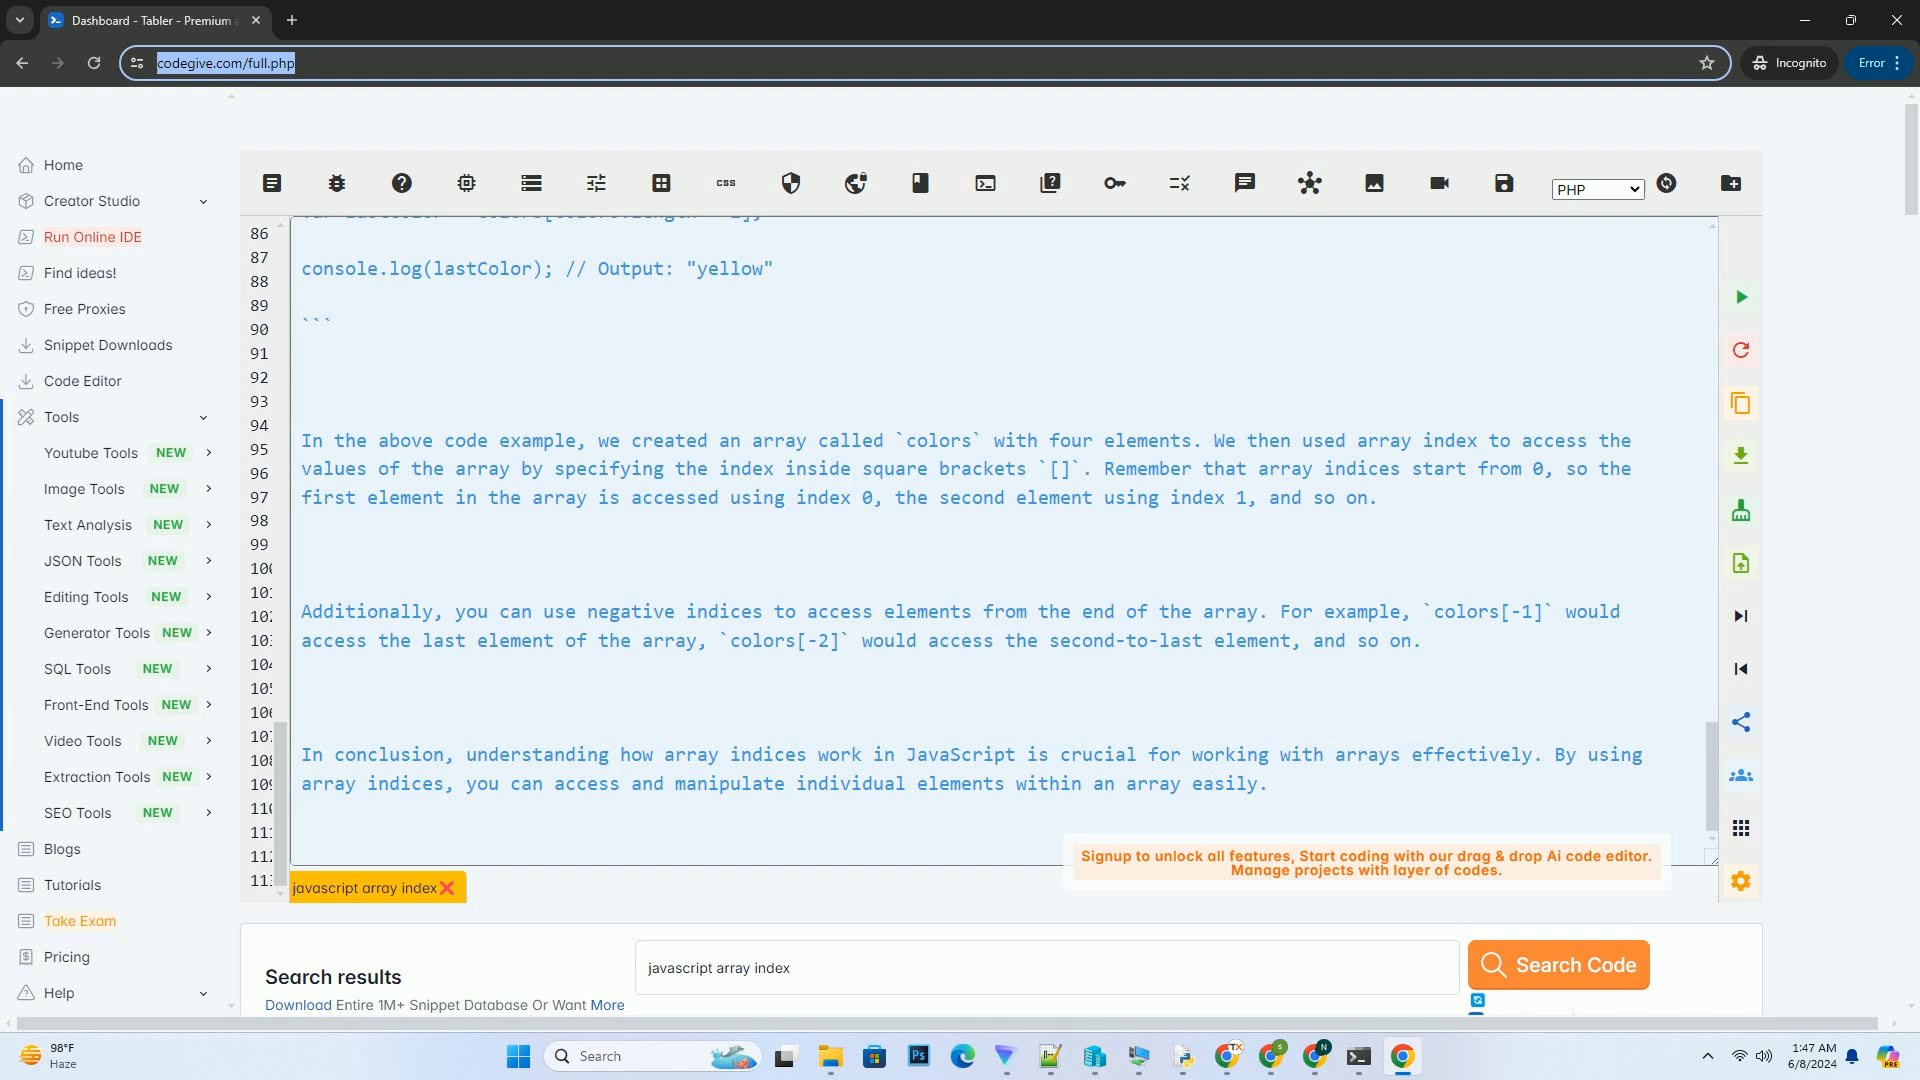 Dashboard - Tabler - Premium
codegive.com/full.php
Incognito
Error
Home
Creator Studio
Run Online IDE
Find ideas!
Free Proxies
Snippet Downloads
Code Editor
Tools
Youtube Tools NEW
Image Tools NEW
Text Analysis NEW
JSON Tools NEW
Editing Tools NEW
Generator Tools NEW
SQL Tools NEW
Front-End Tools NEW
Video Tools NEW
Extraction Tools NEW
SEO Tools NEW
Blogs
Tutorials
Take Exam
Pricing
Help
css
PHP
86
87
88
89
90
91
92
93
94
95
96
97
98
99
console.log(lastColor); // Output: "yellow"
```
In the above code example, we created an array called `colors` with four elements. We then used array index to access the
values of the array by specifying the index inside square brackets `[]`. Remember that array indices start from 0, so the
first element in the array is accessed using index 0, the second element using index 1, and so on.
Additionally, you can use negative indices to access elements from the end of the array. For example, `colors[-1]` would
access the last element of the array, `colors[-2]` would access the second-to-last element, and so on.
In conclusion, understanding how array indices work in JavaScript is crucial for working with arrays effectively. By using
array indices, you can access and manipulate individual elements within an array easily.
Signup to unlock all features, Start coding with our drag & drop Ai code editor.
Manage projects with layer of codes.
javascript array index
Search results
javascript array index
Search Code
Download Entire 1M+ Snippet Database Or Want More
98°F
Haze
Search
1:47 AM
6/8/2024